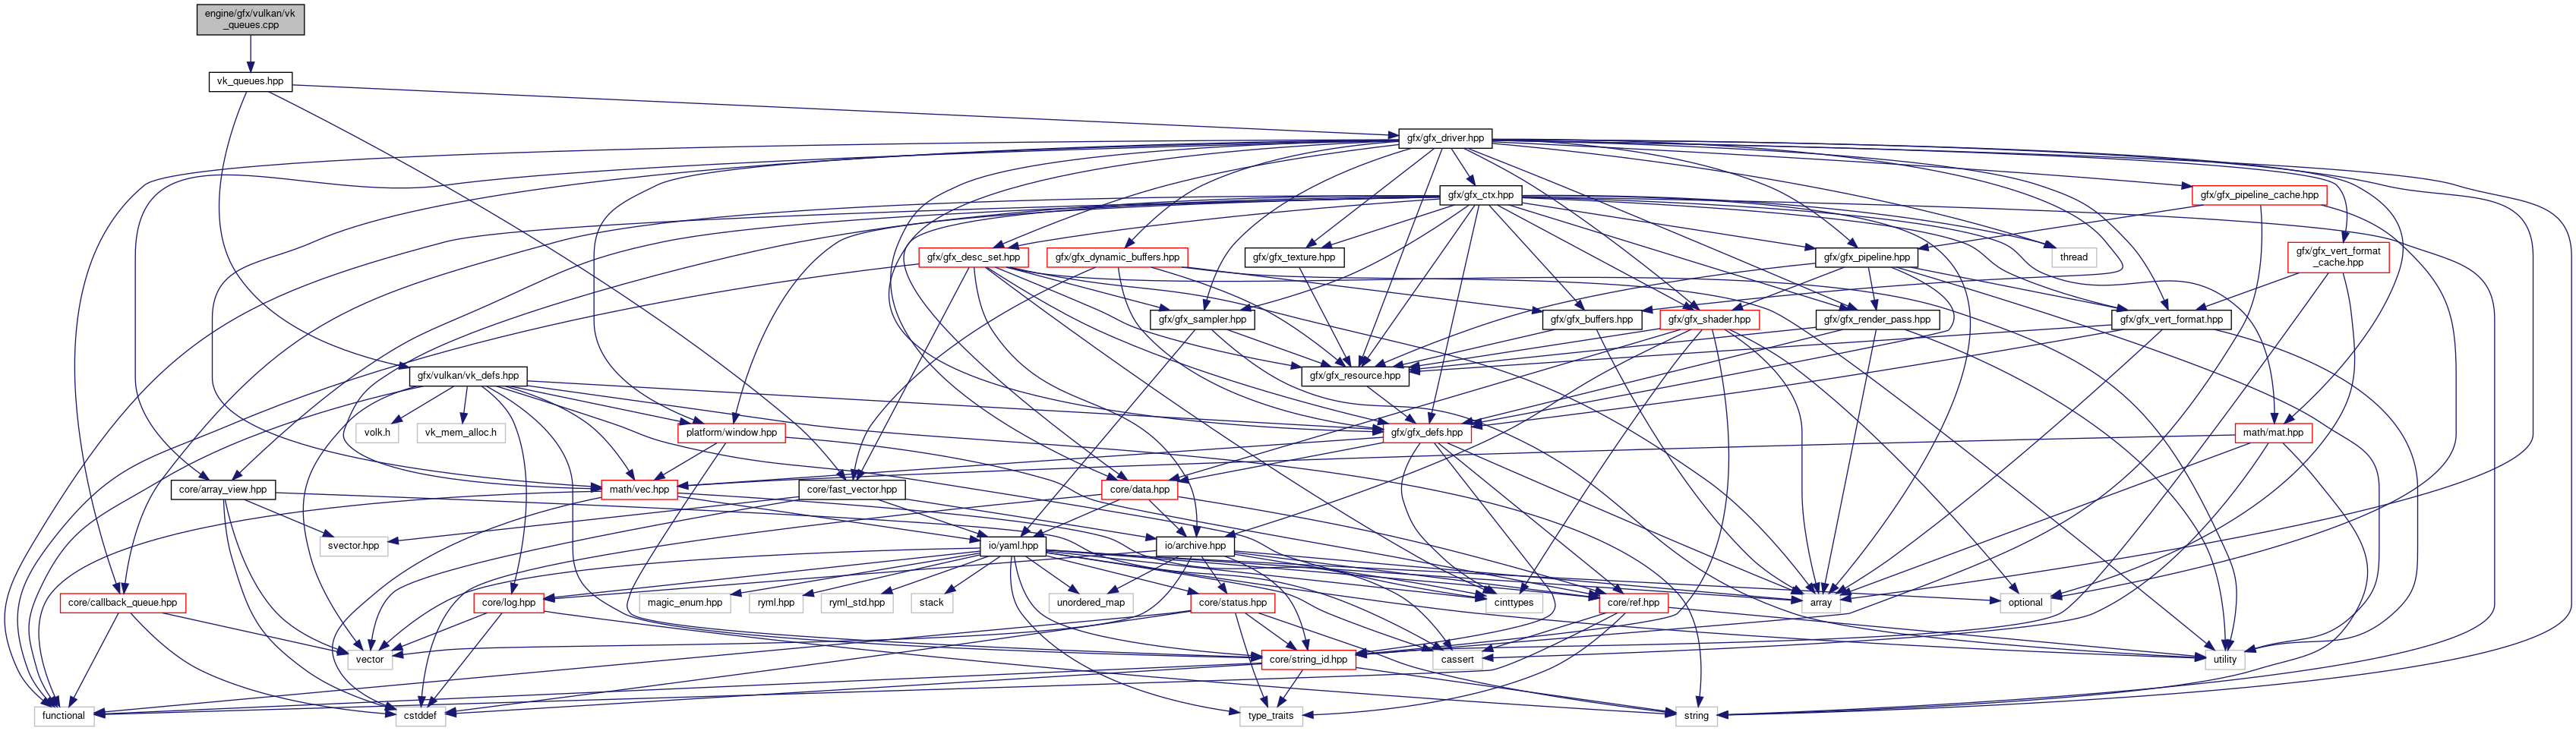 engine/gfx/vulkan/vk
_queues.cpp
vk_queues.hpp
gfx/gfx_driver.hpp
gfx/gfx_ctx.hpp
gfx/gfx_pipeline_cache.hpp
gfx/gfx_desc_set.hpp
gfx/gfx_dynamic_buffers.hpp
gfx/gfx_texture.hpp
gfx/gfx_pipeline.hpp
thread
gfx/gfx_vert_format
_cache.hpp
gfx/gfx_sampler.hpp
gfx/gfx_buffers.hpp
gfx/gfx_shader.hpp
gfx/gfx_render_pass.hpp
gfx/gfx_vert_format.hpp
gfx/vulkan/vk_defs.hpp
gfx/gfx_resource.hpp
volk.h
vk_mem_alloc.h
platform/window.hpp
gfx/gfx_defs.hpp
math/mat.hpp
core/array_view.hpp
math/vec.hpp
core/fast_vector.hpp
core/data.hpp
svector.hpp
io/yaml.hpp
io/archive.hpp
core/callback_queue.hpp
core/log.hpp
magic_enum.hpp
ryml.hpp
ryml_std.hpp
stack
unordered_map
core/status.hpp
cinttypes
core/ref.hpp
array
optional
vector
core/string_id.hpp
cassert
utility
functional
cstddef
type_traits
string